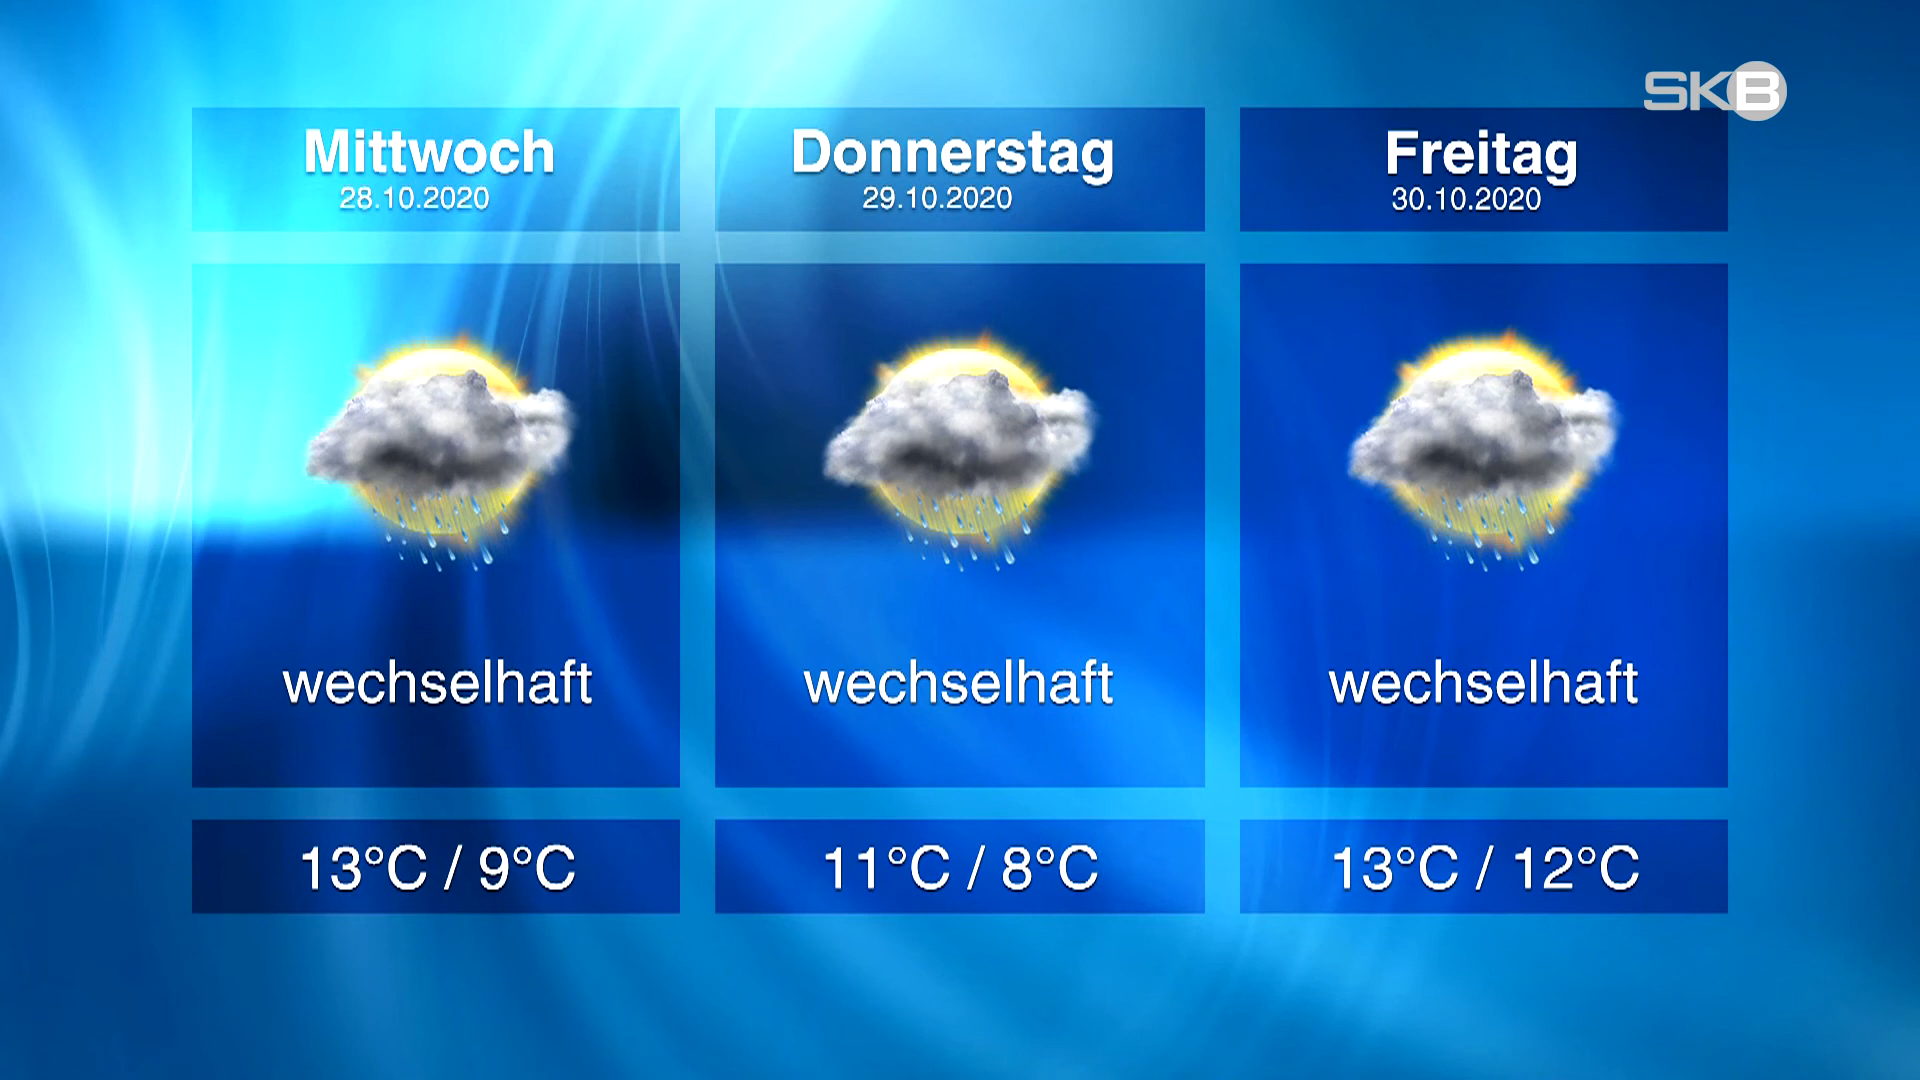 SKB
Mittwoch
28.10.2020
wechselhaft
13°C / 9°C
Donnerstag
29.10.2020
wechselhaft
11°C / 8°C
Freitag
30.10.2020
wechselhaft
13°C / 12°C